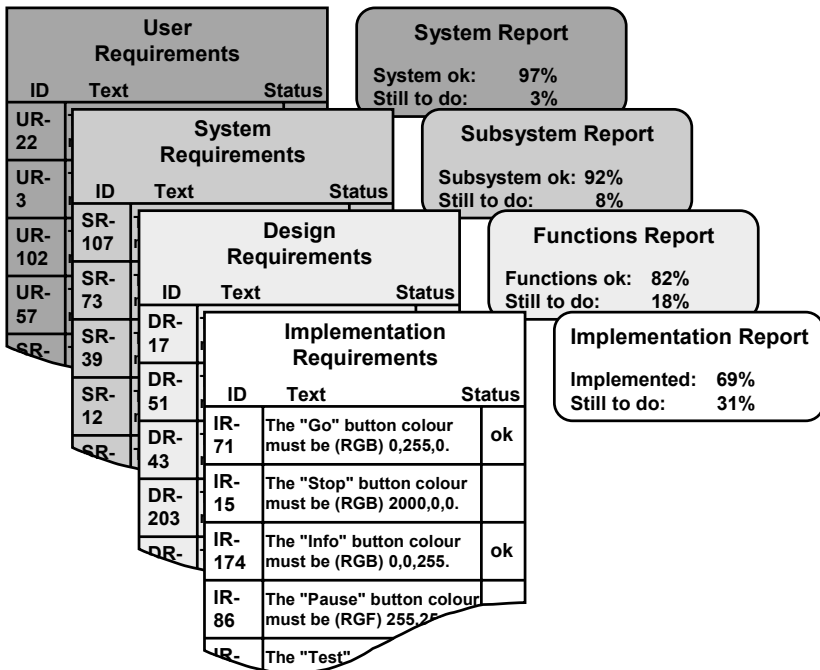 User
Requirements
ID Text Status
UR-
22
UR-
3
UR-
102
UR-
57
SR-
System Report
System ok: 97%
Still to do: 3%
System
Requirements
ID Text Status
SR-
107
SR-
73
SR-
39
SR-
12
SR-
Subsystem Report
Subsystem ok: 92%
Still to do: 8%
Design
Requirements
ID Text Status
DR-
17
DR-
51
DR-
43
DR-
203
DR-
Functions Report
Functions ok: 82%
Still to do: 18%
Implementation
Requirements
ID Text Status
IR-
71
The "Go" button colour
must be (RGB) 0,255,0.
ok
IR-
15
The "Stop" button colour
must be (RGB) 2000,0,0.
IR-
174
The "Info" button colour
must be (RGB) 0,0,255.
ok
IR-
86
The "Pause" button colour
must be (RGF) 255,25
IR-
The "Test"
Implementation Report
Implemented: 69%
Still to do: 31%